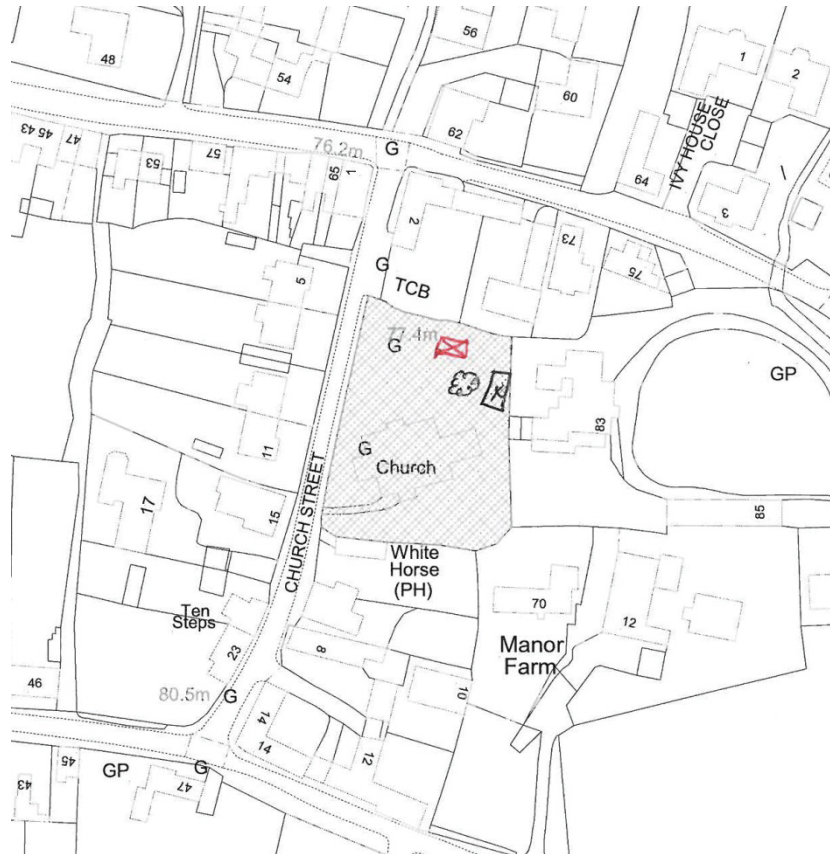 48
54
56
60
1
2
62
IVY HOUSE
CLOSE
43
45
47
53
57
76.2m
G
65
1
64
3
2
73
75
G
TCB
5
77.4m
G
GP
83
11
G
Church
17
15
CHURCH STREET
85
White
Horse
(PH)
Ten
Steps
70
12
23
8
Manor
Farm
46
80.5m
G
10
14
14
12
45
GP
G
43
47